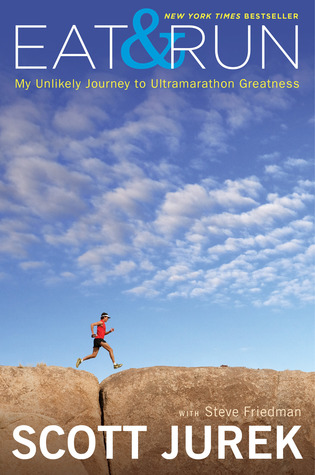 NEW YORK TIMES BESTSELLER
EAT & RUN
My Unlikely Journey to Ultramarathon Greatness
WITH Steve Friedman
SCOTT JUREK